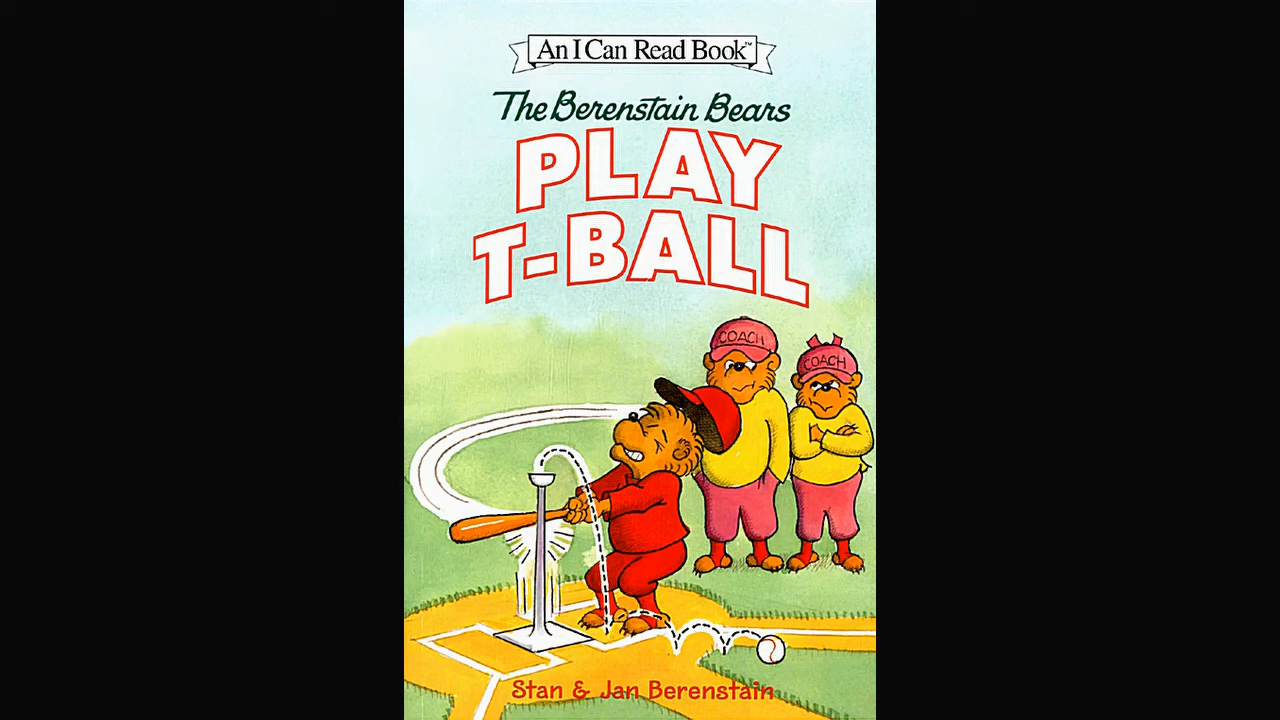 An I Can Read Book™
The Berenstain Bears
PLAY
T-BALL
COACH
COACH
Stan & Jan Berenstain